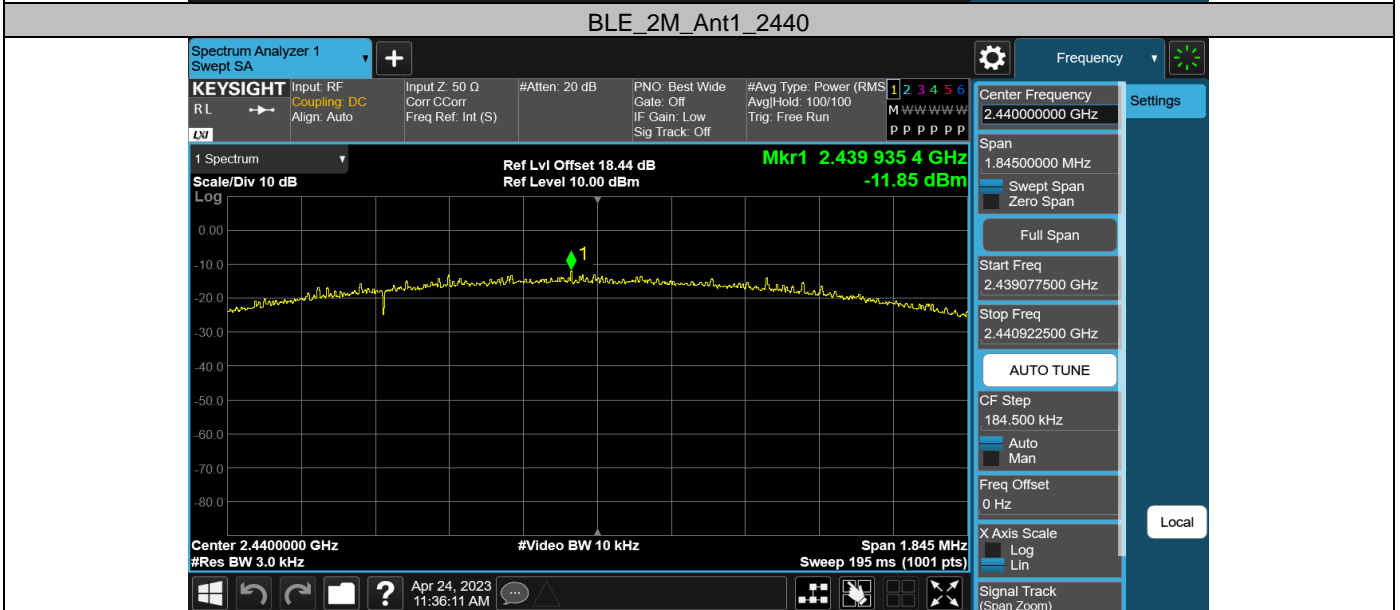 BLE_2M_Ant1_2440
Spectrum Analyzer 1
Swept SA
Frequency
KEYSIGHT
R L
LXI
Input: RF
Coupling: DC
Align: Auto
Input Z: 50 Ω
Corr CCorr
Freq Ref: Int (S)
#Atten: 20 dB
PNO: Best Wide
Gate: Off
IF Gain: Low
Sig Track: Off
#Avg Type: Power (RMS
Avg|Hold: 100/100
Trig: Free Run
1 2 3 4 5 6
M W W W W W
P P P P P P
1 Spectrum
Scale/Div 10 dB
Log
Ref Lvl Offset 18.44 dB
Ref Level 10.00 dBm
Mkr1 2.439 935 4 GHz
-11.85 dBm
1
0.00
-10.0
-20.0
-30.0
-40.0
-50.0
-60.0
-70.0
-80.0
Center 2.4400000 GHz
#Res BW 3.0 kHz
#Video BW 10 kHz
Span 1.845 MHz
Sweep 195 ms (1001 pts)
Apr 24, 2023
11:36:11 AM
Center Frequency
2.440000000 GHz
Span
1.84500000 MHz
Swept Span
Zero Span
Full Span
Start Freq
2.439077500 GHz
Stop Freq
2.440922500 GHz
AUTO TUNE
CF Step
184.500 kHz
Auto
Man
Freq Offset
0 Hz
X Axis Scale
Log
Lin
Signal Track
(Span Zoom)
Settings
Local